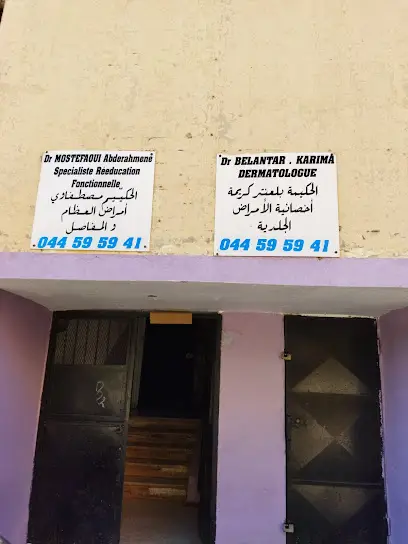 Dr MOSTEFAOUI Abderahmene
Specialiste Reeducation
Fonctionnelle
الحكيم مصطفاوي
أمراض العظام
و المفاصل
044 59 59 41
Dr BELANTAR . KARIMA
DERMATOLOGUE
الحكيمة بلعنتر كريمة
أخصائية الأمراض
الجلدية
044 59 59 41